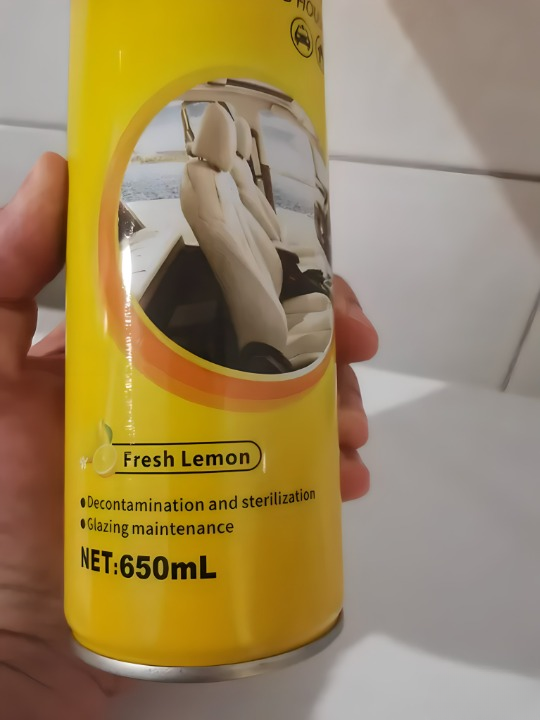 Fresh Lemon
●Decontamination and sterilization
●Glazing maintenance
NET:650mL